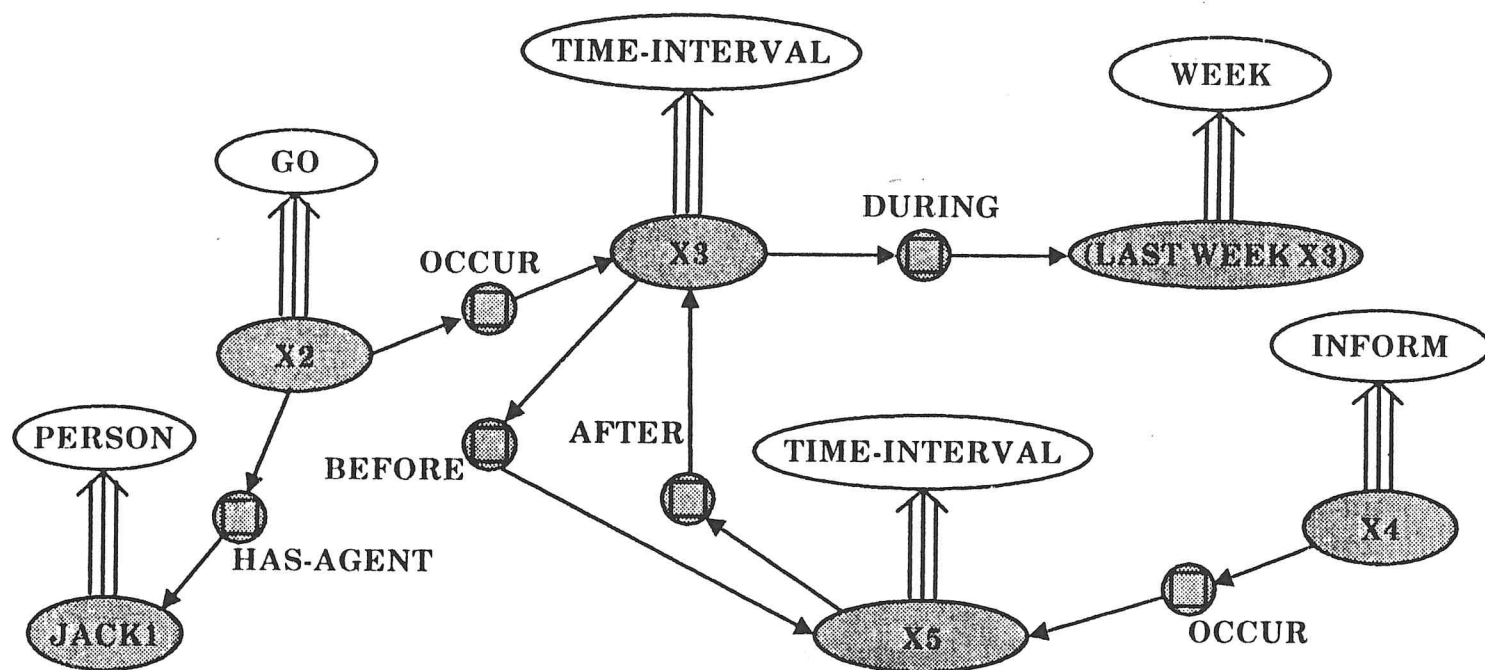 TIME-INTERVAL
WEEK
GO
DURING
OCCUR
X3
(LAST WEEK X3)
X2
INFORM
PERSON
AFTER
TIME-INTERVAL
BEFORE
X4
HAS-AGENT
JACK1
X5
OCCUR